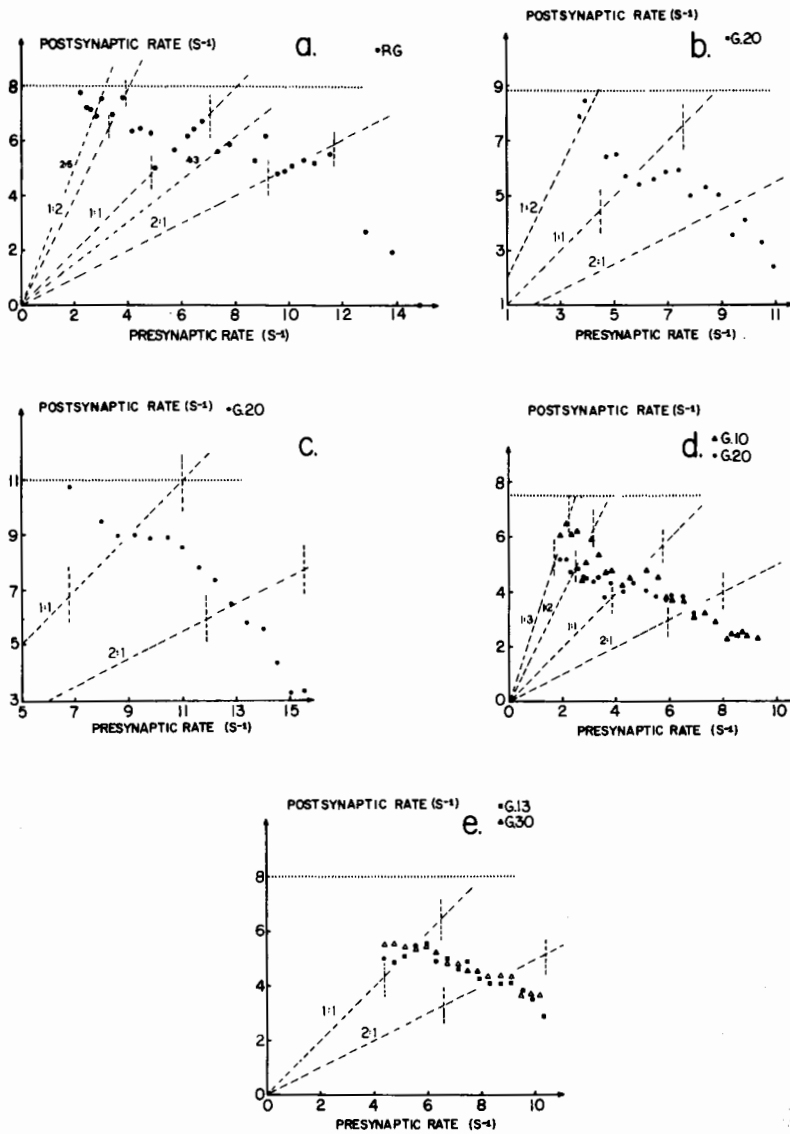 POSTSYNAPTIC RATE (S⁻¹)
a.
•RG
8
6
4
2
0
2:5
1:2
1:1
4:3
2:1
2 4 6 8 10 12 14
PRESYNAPTIC RATE (S⁻¹)
POSTSYNAPTIC RATE (S⁻¹)
b.
•G.20
9
7
5
3
1
1:2
1:1
2:1
1 3 5 7 9 11
PRESYNAPTIC RATE (S⁻¹)
POSTSYNAPTIC RATE (S⁻¹) •G.20
c.
11
9
7
5
3
1:1
2:1
5 7 9 11 13 15
PRESYNAPTIC RATE (S⁻¹)
POSTSYNAPTIC RATE (S⁻¹)
d.
▲G.10
•G.20
8
6
4
2
0
1:3
1:2
1:1
2:1
0 2 4 6 8 10
PRESYNAPTIC RATE (S⁻¹)
POSTSYNAPTIC RATE (S⁻¹)
e.
■G.13
△G.30
8
6
4
2
0
1:1
2:1
0 2 4 6 8 10
PRESYNAPTIC RATE (S⁻¹)